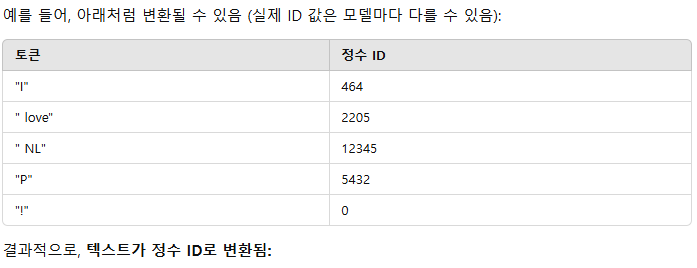 예를 들어, 아래처럼 변환될 수 있음 (실제 ID 값은 모델마다 다를 수 있음):
토큰 정수 ID
"I" 464
" love" 2205
" NL" 12345
"P" 5432
"!" 0
결과적으로, 텍스트가 정수 ID로 변환됨: